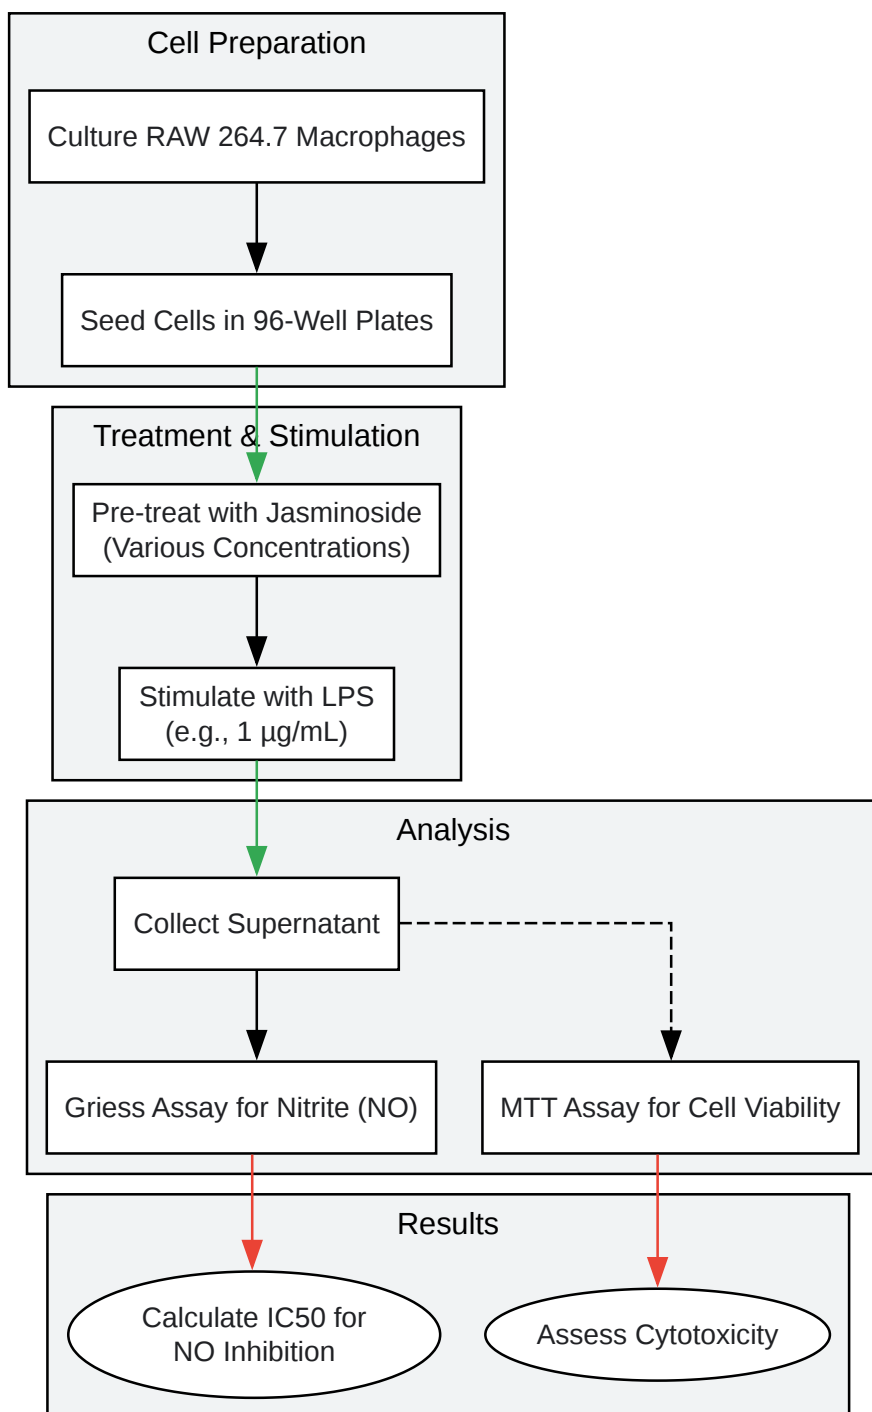 Cell Preparation
Culture RAW 264.7 Macrophages
Seed Cells in 96-Well Plates
Treatment & Stimulation
Pre-treat with Jasminoside
(Various Concentrations)
Stimulate with LPS
(e.g., 1 µg/mL)
Analysis
Collect Supernatant
Griess Assay for Nitrite (NO)
MTT Assay for Cell Viability
Results
Calculate IC50 for
NO Inhibition
Assess Cytotoxicity